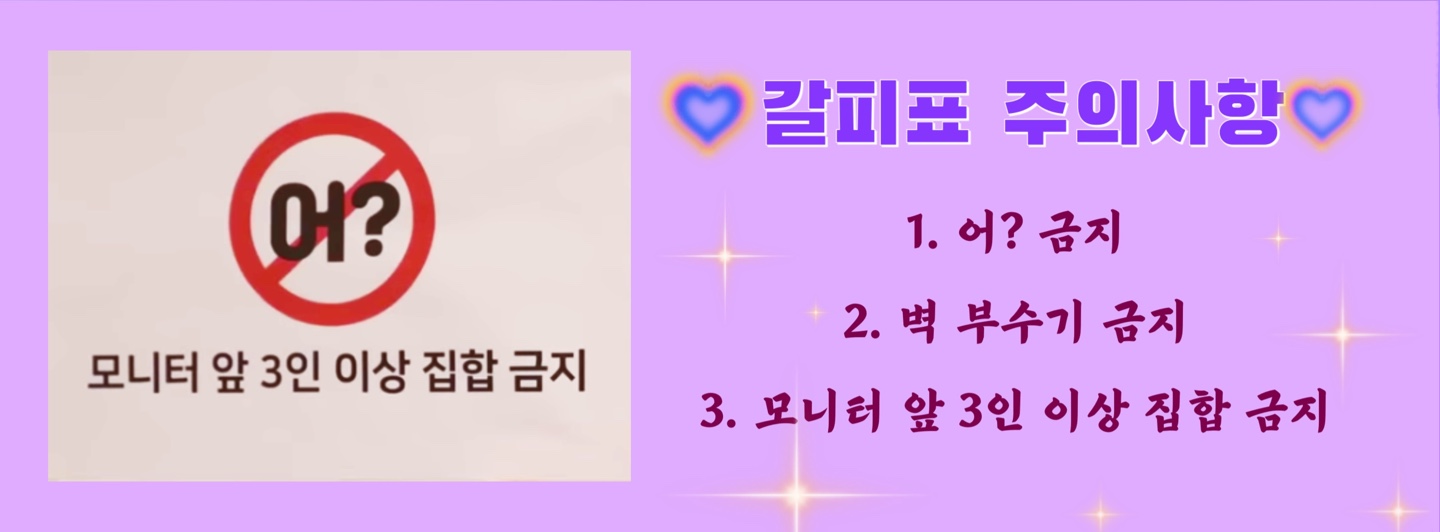 어?
모니터 앞 3인 이상 집합 금지
갈피표 주의사항
1. 어? 금지
2. 벽 부수기 금지
3. 모니터 앞 3인 이상 집합 금지